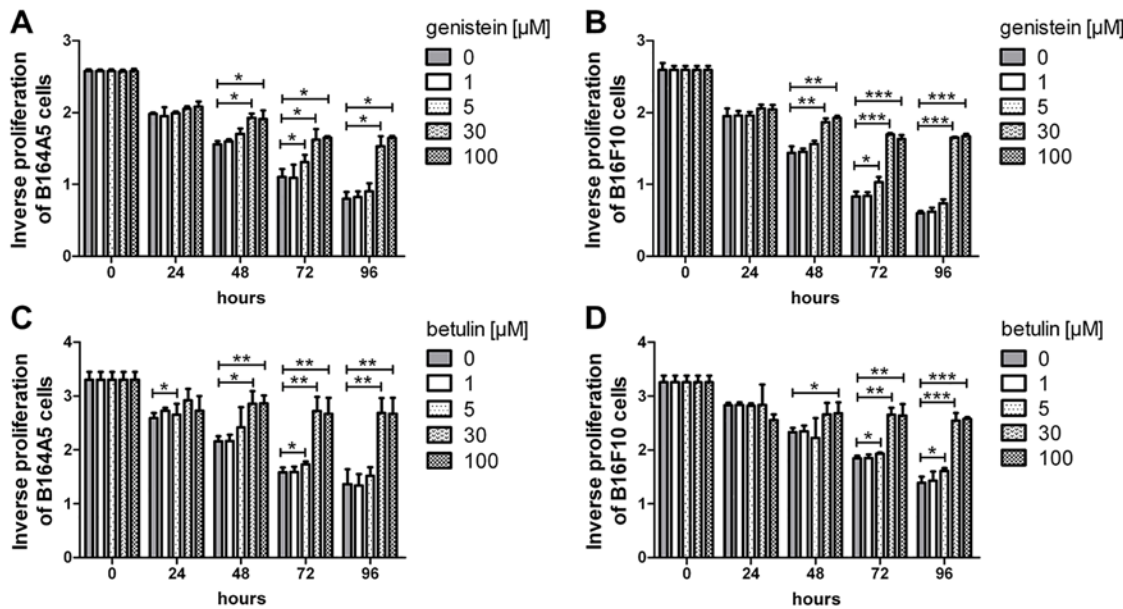 A
genistein [µM]
0
1
5
30
100
Inverse proliferation
of B164A5 cells
3
2
1
0
* * * * * * *
0 24 48 72 96
hours
B
genistein [µM]
0
1
5
30
100
Inverse proliferation
of B16F10 cells
3
2
1
0
** ** *** *** * *** ***
0 24 48 72 96
hours
C
betulin [µM]
0
1
5
30
100
Inverse proliferation
of B164A5 cells
4
3
2
1
0
* ** * ** ** * ** **
0 24 48 72 96
hours
D
betulin [µM]
0
1
5
30
100
Inverse proliferation
of B16F10 cells
4
3
2
1
0
* ** ** * *** *** *
0 24 48 72 96
hours